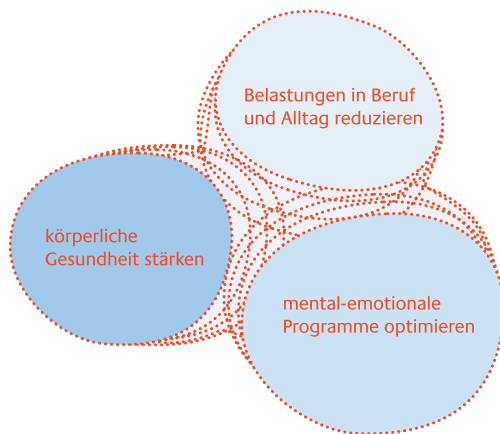 Belastungen in Beruf
und Alltag reduzieren
körperliche
Gesundheit stärken
mental-emotionale
Programme optimieren